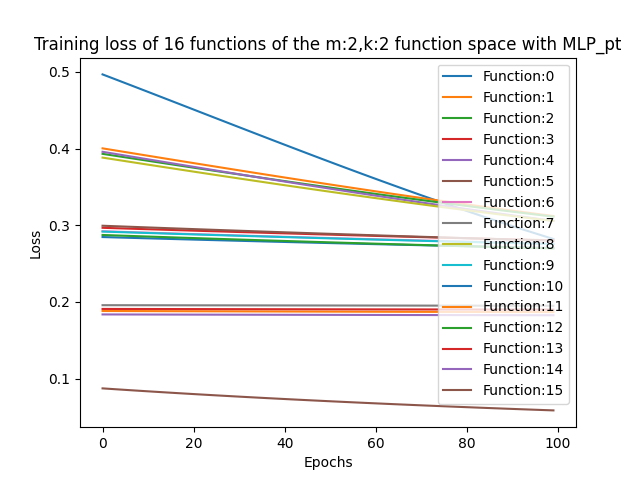 Training loss of 16 functions of the m:2,k:2 function space with MLP_pt
0.5
0.4
0.3
0.2
0.1
Loss
Function:0
Function:1
Function:2
Function:3
Function:4
Function:5
Function:6
Function:7
Function:8
Function:9
Function:10
Function:11
Function:12
Function:13
Function:14
Function:15
0 20 40 60 80 100
Epochs